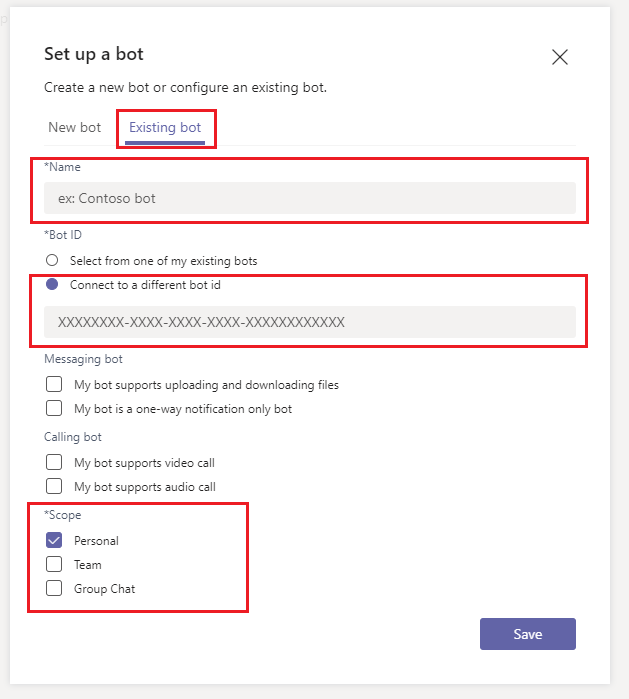 Set up a bot
Create a new bot or configure an existing bot.
New bot
Existing bot
*Name
ex: Contoso bot
*Bot ID
Select from one of my existing bots
Connect to a different bot id
XXXXXXXX-XXXX-XXXX-XXXX-XXXXXXXXXXXX
Messaging bot
My bot supports uploading and downloading files
My bot is a one-way notification only bot
Calling bot
My bot supports video call
My bot supports audio call
*Scope
Personal
Team
Group Chat
Save